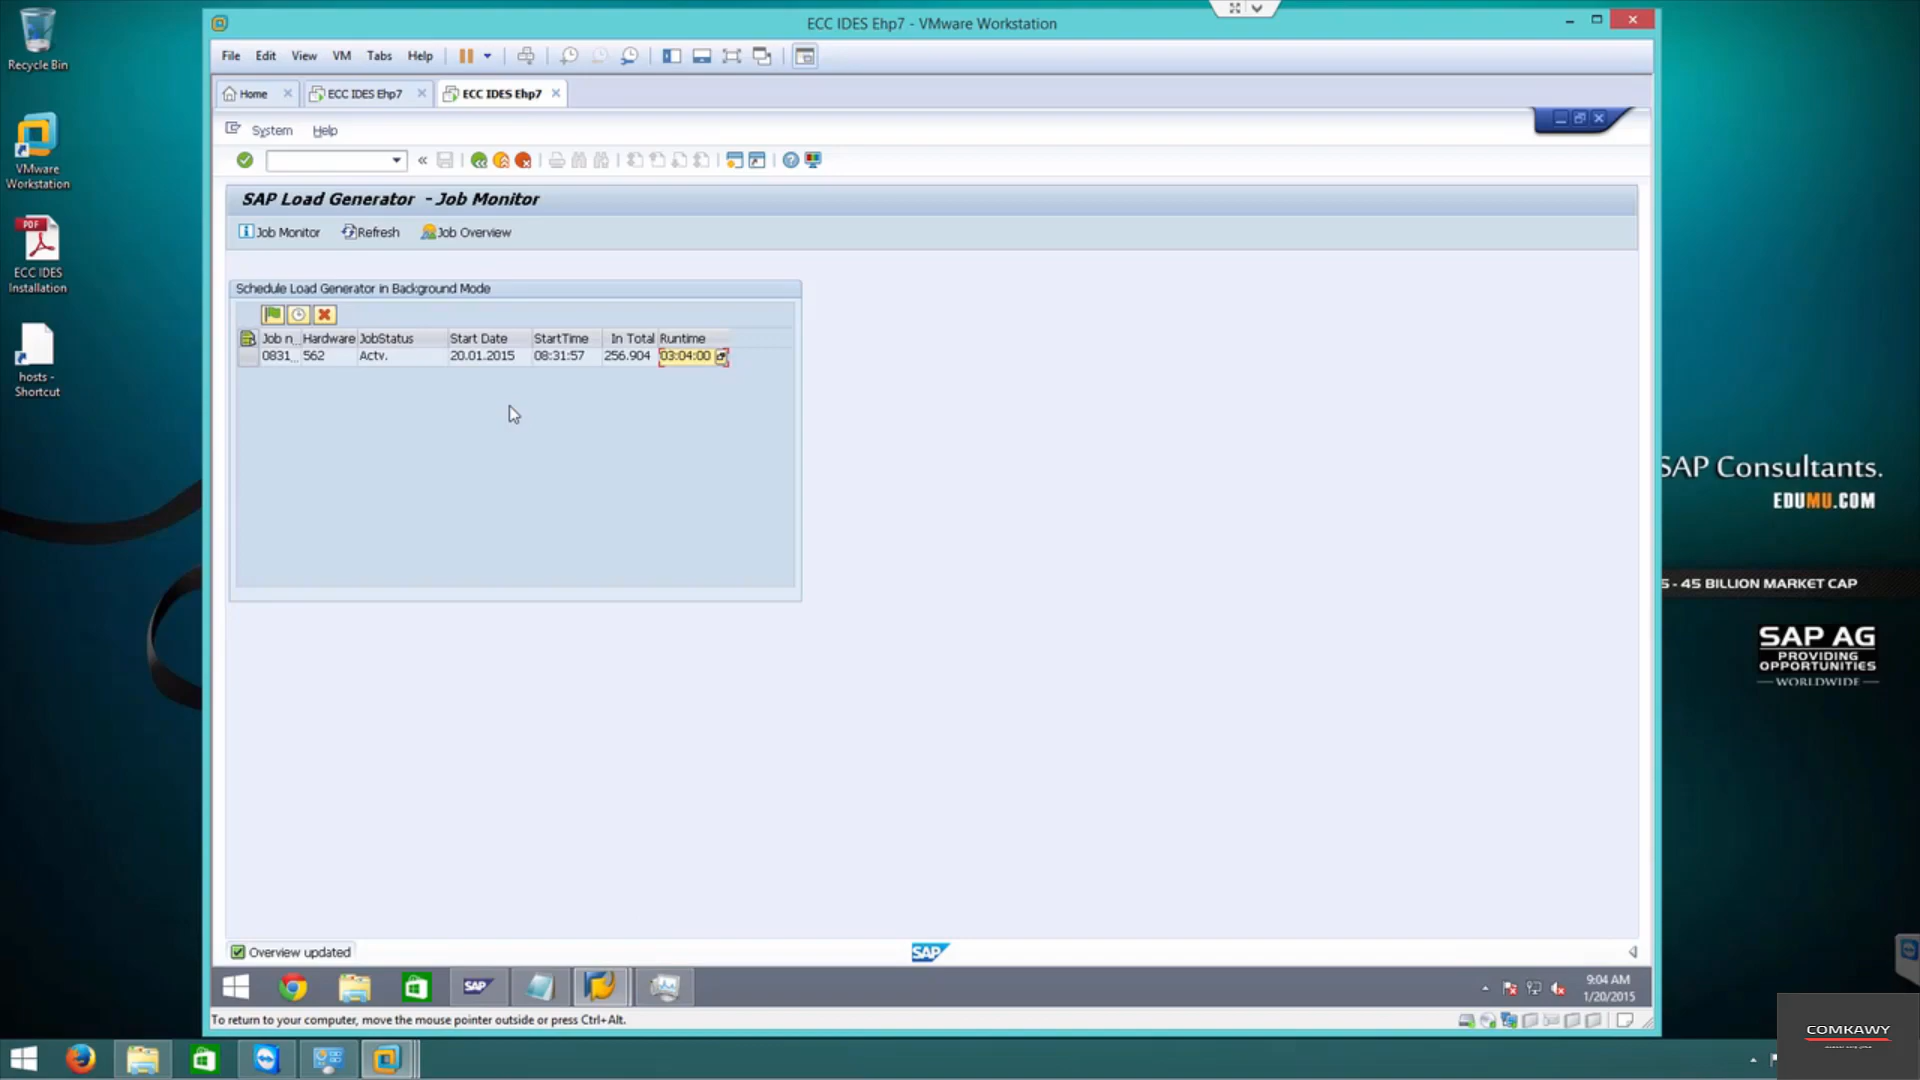 Recycle Bin
VMware
Workstation
PDF
ECC IDES
Installation
hosts -
Shortcut
ECC IDES Ehp7 - VMware Workstation
File Edit View VM Tabs Help
Home ECC IDES Ehp7 ECC IDES Ehp7
System Help
SAP Load Generator - Job Monitor
Job Monitor Refresh Job Overview
Schedule Load Generator in Background Mode
Job n... Hardware JobStatus Start Date StartTime In Total Runtime
0831... 562 Actv. 20.01.2015 08:31:57 256.904 03:04:00
Overview updated
SAP
SAP
9:04 AM
1/20/2015
To return to your computer, move the mouse pointer outside or press Ctrl+Alt.
SAP Consultants.
EDUMU.COM
5 - 45 BILLION MARKET CAP
SAP AG
PROVIDING
OPPORTUNITIES
— WORLDWIDE —
COMKAWY